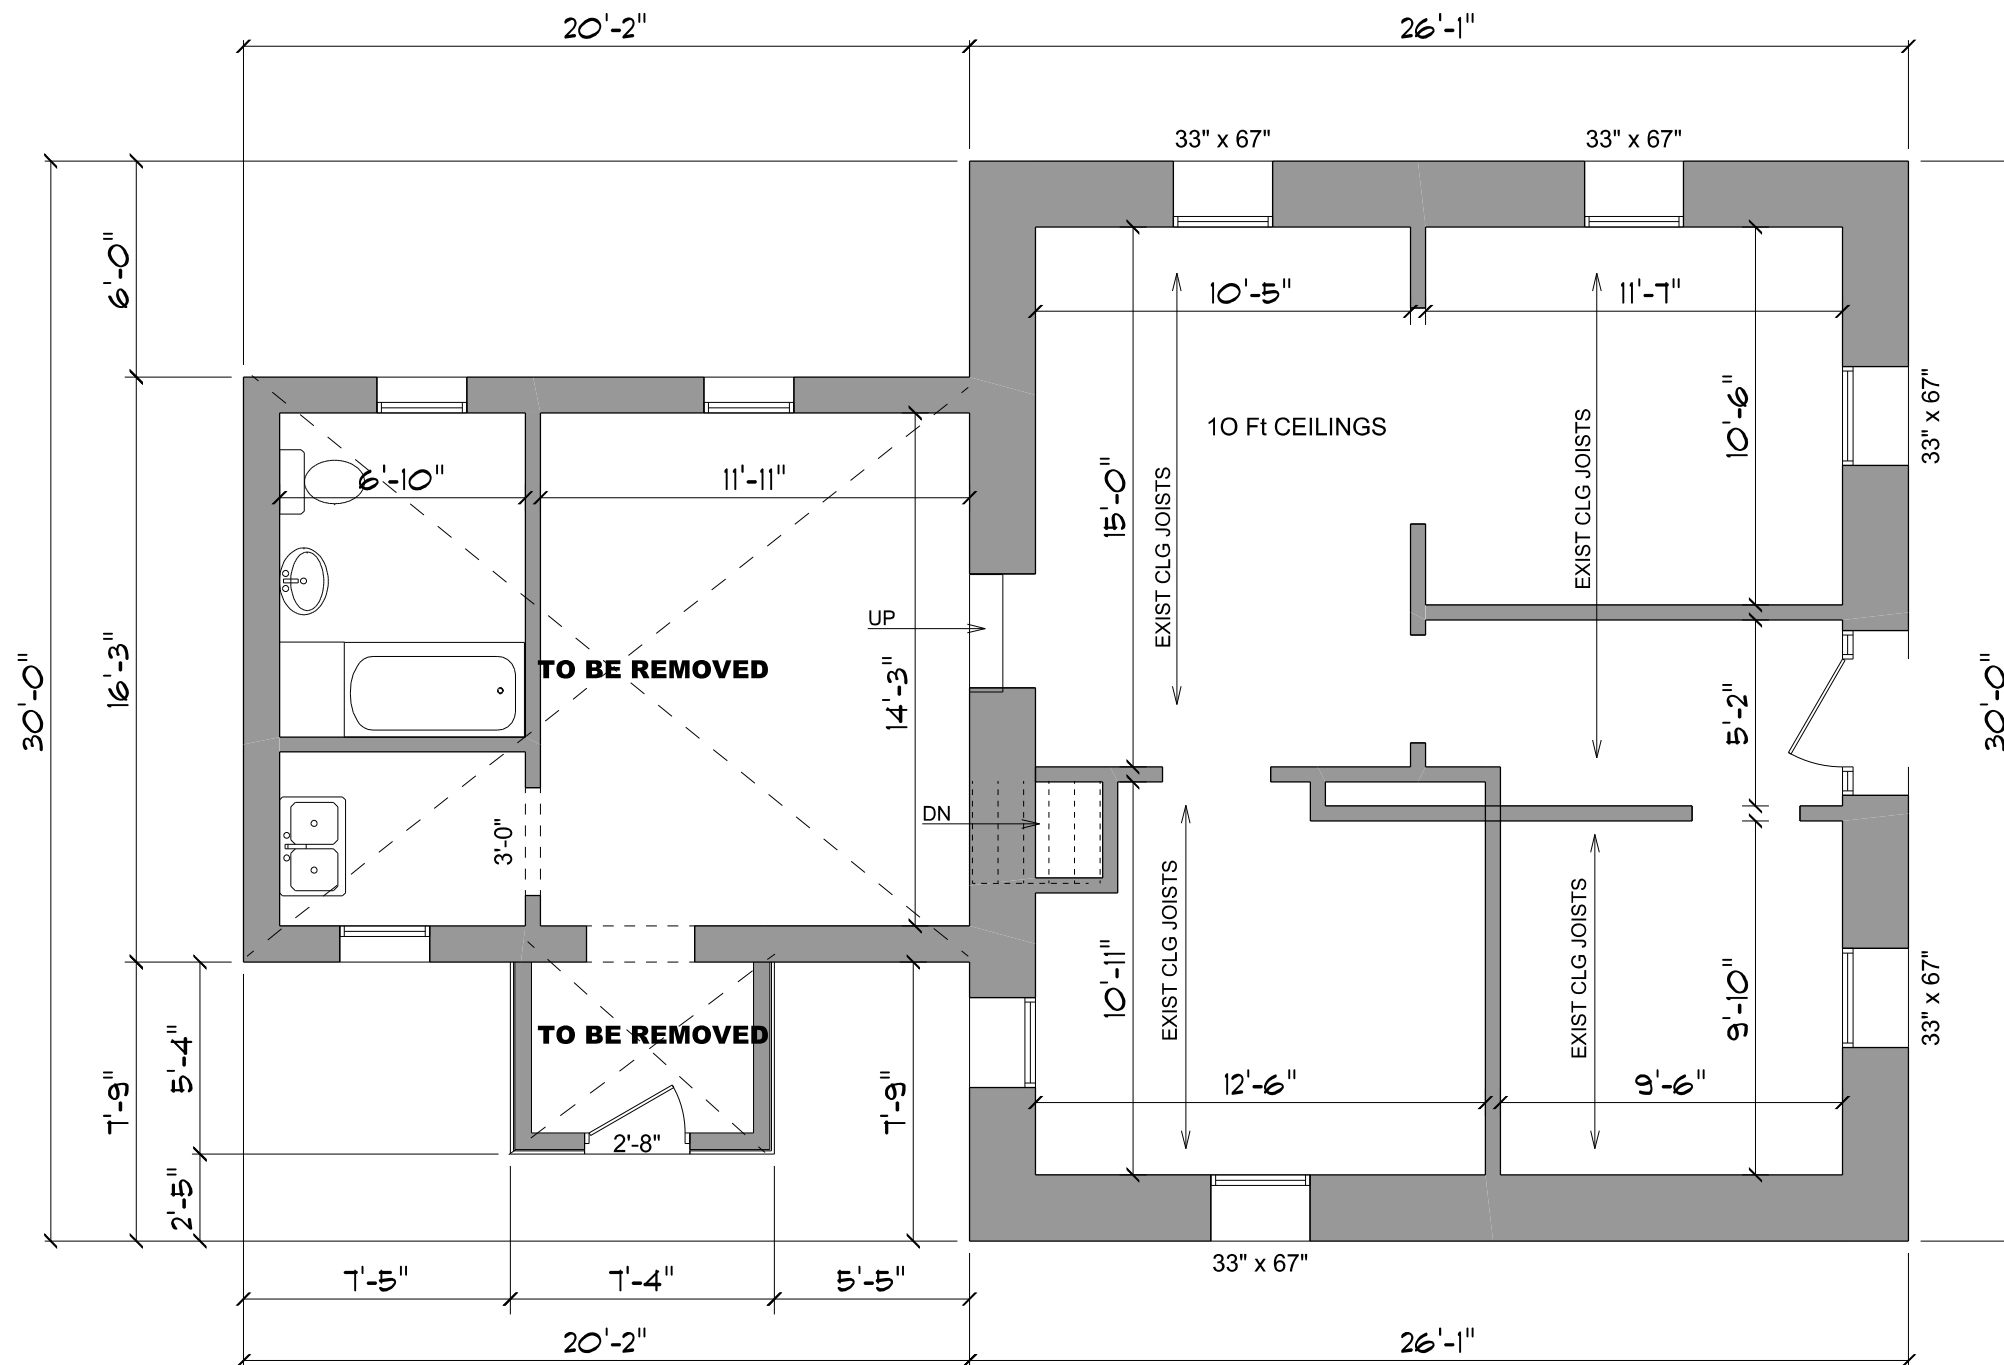 20'-2"
26'-1"
33" x 67"
33" x 67"
6'-0"
10'-5"
11'-7"
10'-6"
33" x 67"
10 Ft CEILINGS
6'-10"
11'-11"
15'-0"
EXIST CLG JOISTS
EXIST CLG JOISTS
UP
TO BE REMOVED
14'-3"
16'-3"
30'-0"
5'-2"
30'-0"
DN
3'-0"
10'-11"
EXIST CLG JOISTS
EXIST CLG JOISTS
9'-10"
33" x 67"
TO BE REMOVED
5'-4"
7'-9"
7'-9"
12'-6"
9'-6"
2'-8"
2'-5"
33" x 67"
7'-5"
7'-4"
5'-5"
20'-2"
26'-1"